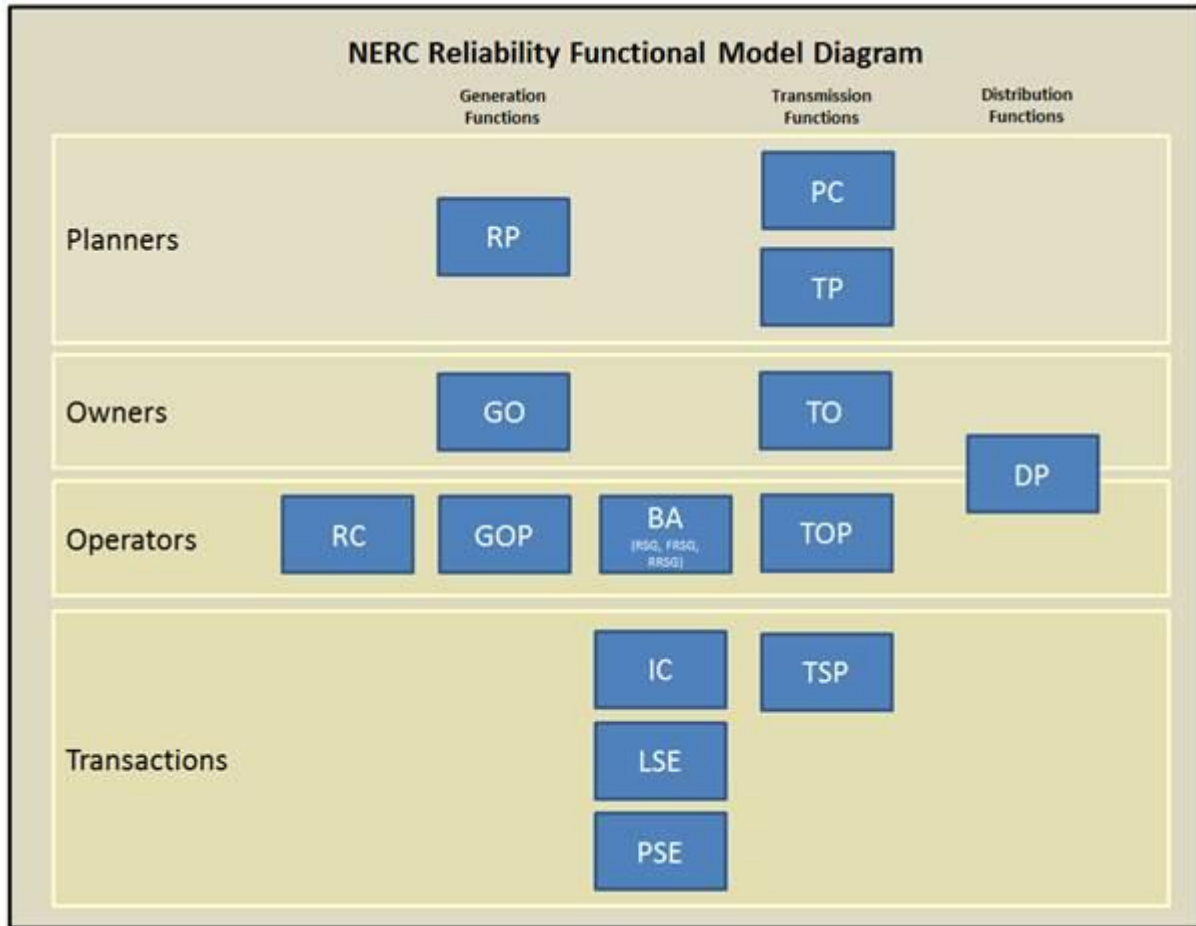 NERC Reliability Functional Model Diagram
Generation
Functions
Transmission
Functions
Distribution
Functions
Planners
RP
PC
TP
Owners
GO
TO
DP
Operators
RC
GOP
BA
(RSG, FRSG,
RRSG)
TOP
Transactions
IC
TSP
LSE
PSE